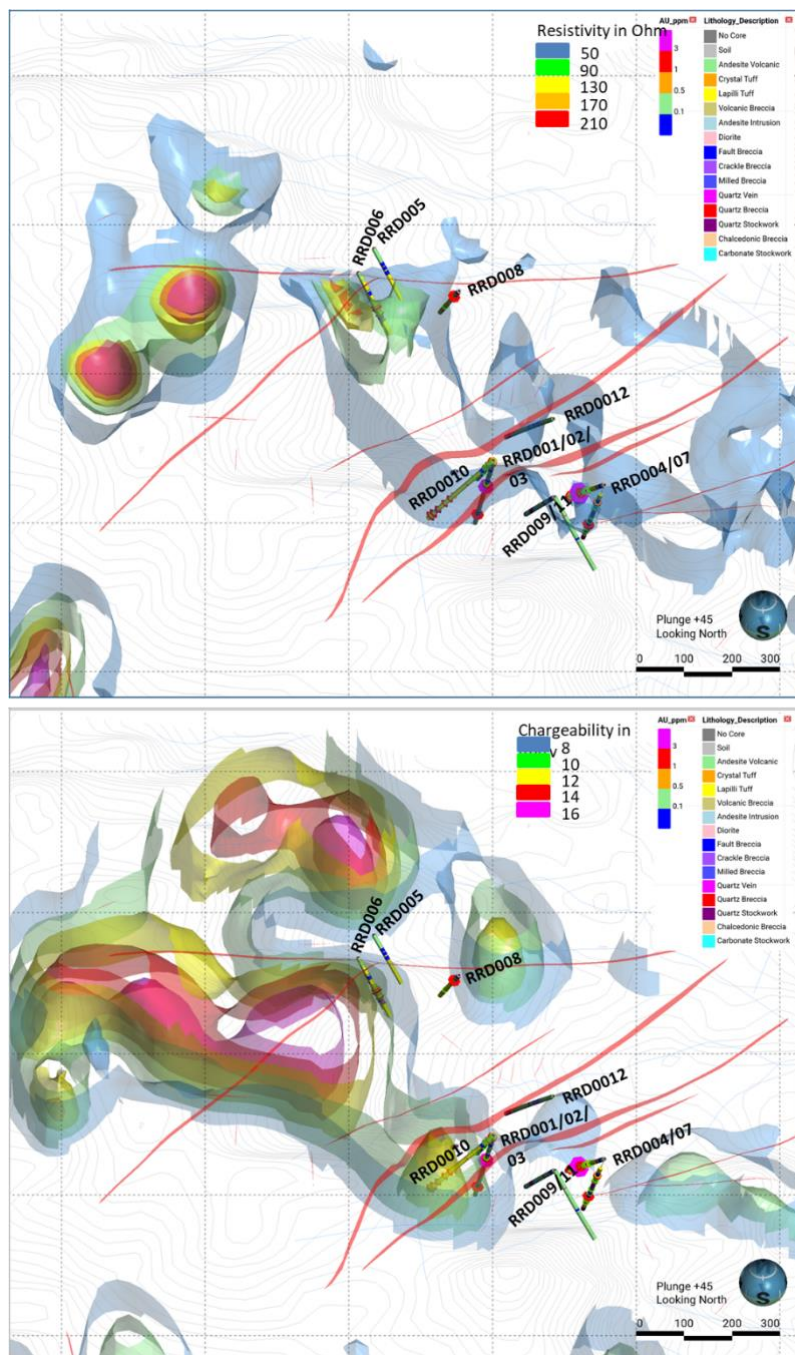 Resistivity in Ohm
50
90
130
170
210
AU_ppm
3
1
0.5
0.1
Lithology_Description
No Core
Soil
Andesite Volcanic
Crystal Tuff
Lapilli Tuff
Volcanic Breccia
Andesite Intrusion
Diorite
Fault Breccia
Crackle Breccia
Milled Breccia
Quartz Vein
Quartz Breccia
Quartz Stockwork
Chalcedonic Breccia
Carbonate Stockwork
RRD006
RRD005
RRD008
RRD0012
RRD001/02/
03
RRD0010
RRD004/07
RRD009/11
Plunge +45
Looking North
S
0 100 200 300
Chargeability in
v
8
10
12
14
16
AU_ppm
3
1
0.5
0.1
Lithology_Description
No Core
Soil
Andesite Volcanic
Crystal Tuff
Lapilli Tuff
Volcanic Breccia
Andesite Intrusion
Diorite
Fault Breccia
Crackle Breccia
Milled Breccia
Quartz Vein
Quartz Breccia
Quartz Stockwork
Chalcedonic Breccia
Carbonate Stockwork
RRD006
RRD005
RRD008
RRD0012
RRD001/02/
03
RRD0010
RRD004/07
RRD009/11
Plunge +45
Looking North
S
0 100 200 300